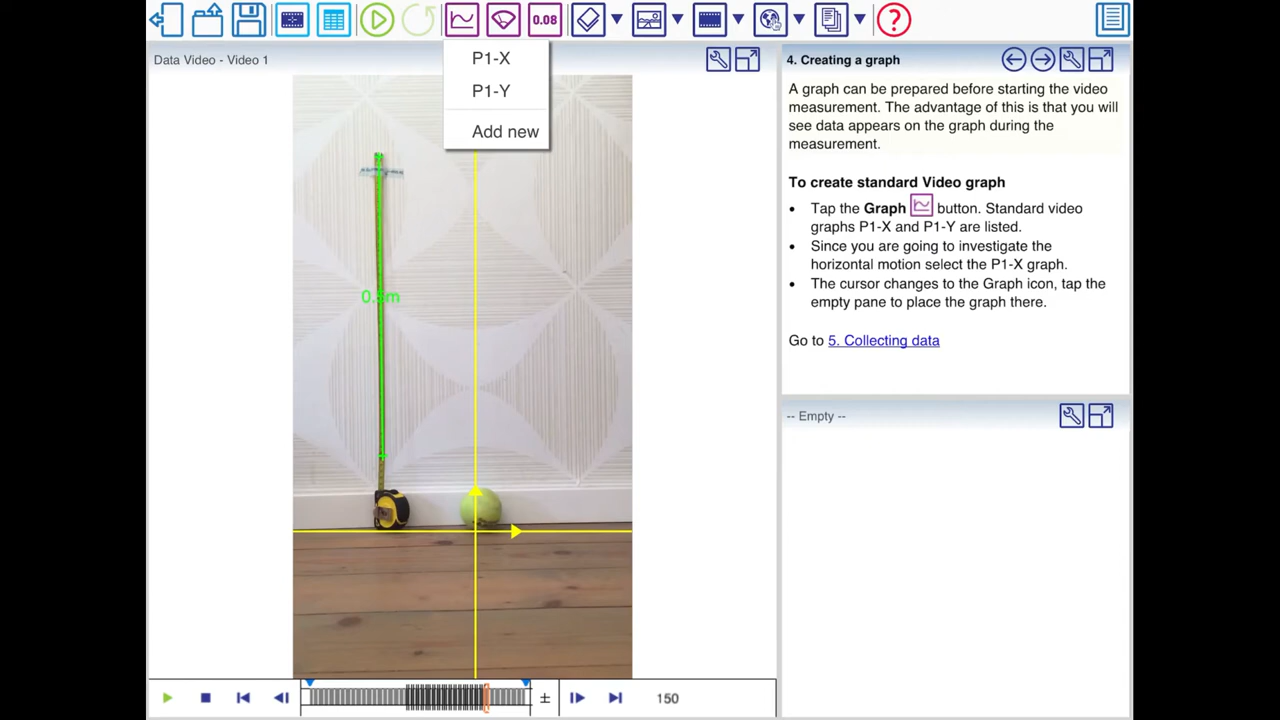 0.08
P1-X
P1-Y
Add new
Data Video - Video 1
4. Creating a graph
A graph can be prepared before starting the video
measurement. The advantage of this is that you will
see data appears on the graph during the
measurement.
To create standard Video graph
• Tap the Graph button. Standard video
graphs P1-X and P1-Y are listed.
• Since you are going to investigate the
horizontal motion select the P1-X graph.
• The cursor changes to the Graph icon, tap the
empty pane to place the graph there.
Go to 5. Collecting data
-- Empty --
150